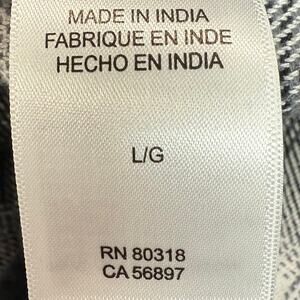 MADE IN INDIA
FABRIQUE EN INDE
HECHO EN INDIA
L/G
RN 80318
CA 56897